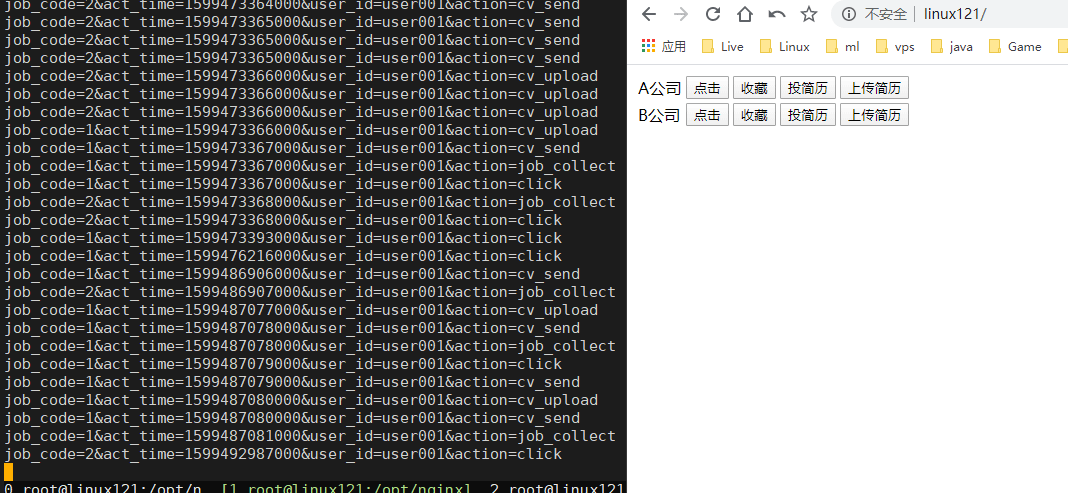 job_code=2&act_time=1599473364000&user_id=user001&action=cv_send
job_code=1&act_time=1599473365000&user_id=user001&action=cv_send
job_code=2&act_time=1599473365000&user_id=user001&action=cv_send
job_code=2&act_time=1599473365000&user_id=user001&action=cv_send
job_code=2&act_time=1599473366000&user_id=user001&action=cv_upload
job_code=2&act_time=1599473366000&user_id=user001&action=cv_upload
job_code=2&act_time=1599473366000&user_id=user001&action=cv_upload
job_code=1&act_time=1599473366000&user_id=user001&action=cv_upload
job_code=1&act_time=1599473367000&user_id=user001&action=cv_send
job_code=1&act_time=1599473367000&user_id=user001&action=job_collect
job_code=1&act_time=1599473367000&user_id=user001&action=click
job_code=2&act_time=1599473368000&user_id=user001&action=job_collect
job_code=2&act_time=1599473368000&user_id=user001&action=click
job_code=1&act_time=1599473393000&user_id=user001&action=click
job_code=1&act_time=1599476216000&user_id=user001&action=click
job_code=1&act_time=1599486906000&user_id=user001&action=cv_send
job_code=2&act_time=1599486907000&user_id=user001&action=job_collect
job_code=1&act_time=1599487077000&user_id=user001&action=cv_upload
job_code=1&act_time=1599487078000&user_id=user001&action=cv_send
job_code=1&act_time=1599487078000&user_id=user001&action=job_collect
job_code=1&act_time=1599487079000&user_id=user001&action=click
job_code=1&act_time=1599487079000&user_id=user001&action=cv_send
job_code=1&act_time=1599487080000&user_id=user001&action=cv_upload
job_code=1&act_time=1599487080000&user_id=user001&action=cv_send
job_code=1&act_time=1599487081000&user_id=user001&action=job_collect
job_code=2&act_time=1599492987000&user_id=user001&action=click
0 root@linux121:/opt/n [1 root@linux121:/opt/nginx] 2 root@linux121
不安全 linux121/
应用 Live Linux ml vps java Game
A公司 点击 收藏 投简历 上传简历
B公司 点击 收藏 投简历 上传简历